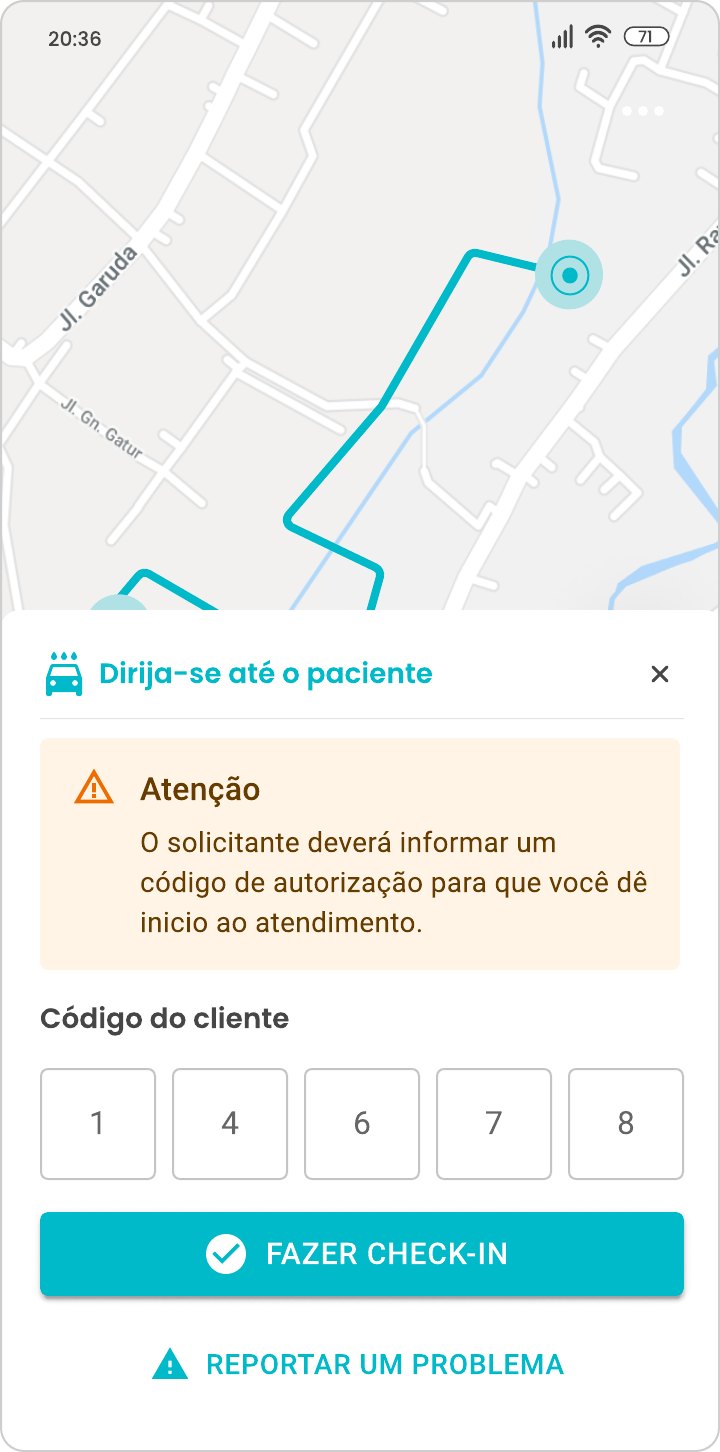 20:36
71
Jl. Garuda
Jl. Ra
Jl. Gn. Gatur
Dirija-se até o paciente
Atenção
O solicitante deverá informar um
código de autorização para que você dê
inicio ao atendimento.
Código do cliente
1 4 6 7 8
FAZER CHECK-IN
REPORTAR UM PROBLEMA